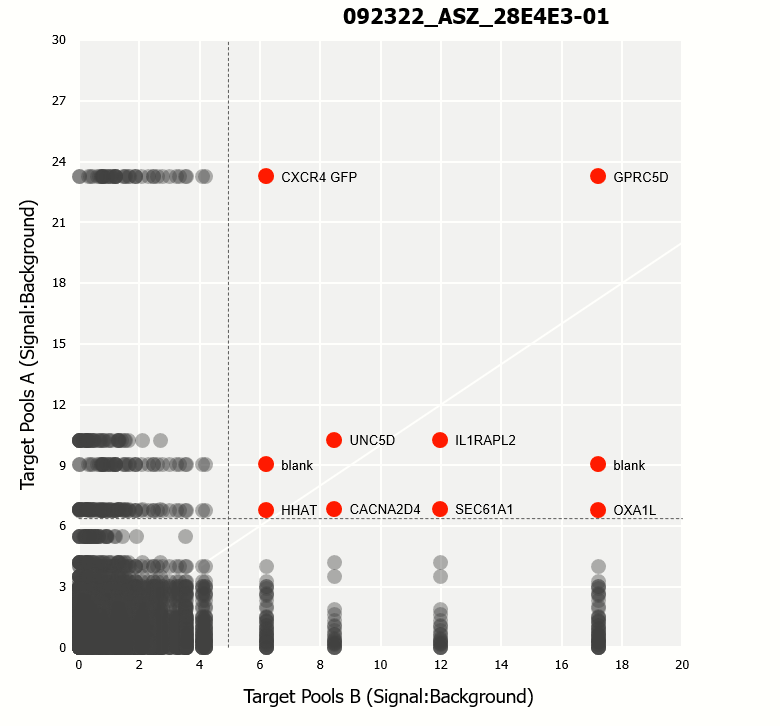 092322_ASZ_28E4E3-01
30
27
24
CXCR4 GFP
GPRC5D
21
18
15
12
UNC5D
IL1RAPL2
9
blank
blank
HHAT
CACNA2D4
SEC61A1
OXA1L
6
3
0
0
2
4
6
8
10
12
14
16
18
20
Target Pools A (Signal:Background)
Target Pools B (Signal:Background)